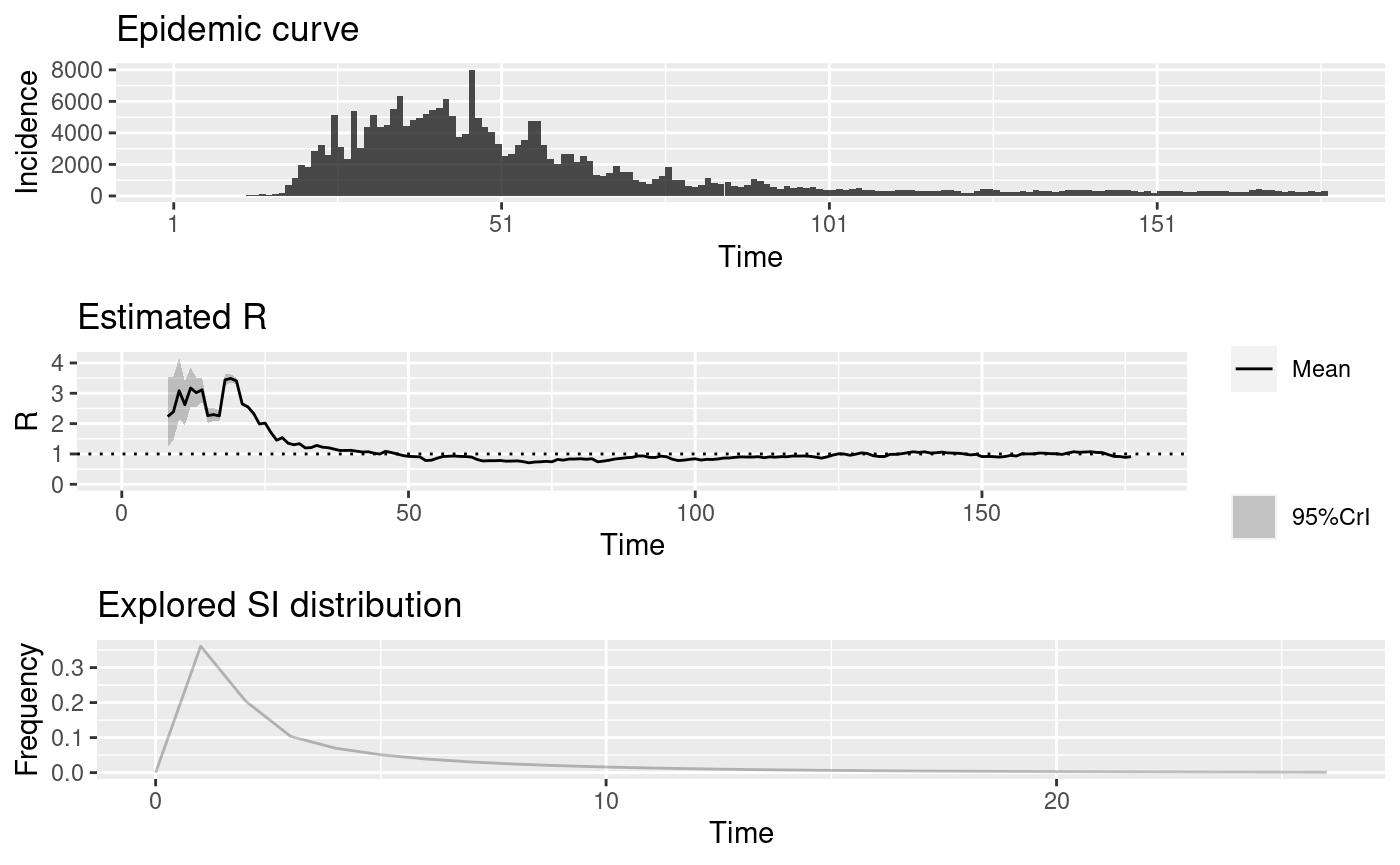 Epidemic curve
Incidence
8000
6000
4000
2000
0
1 51 101 151
Time
Estimated R
R
4
3
2
1
0
0 50 100 150
Time
Mean
95%CrI
Explored SI distribution
Frequency
0.3
0.2
0.1
0.0
0 10 20
Time